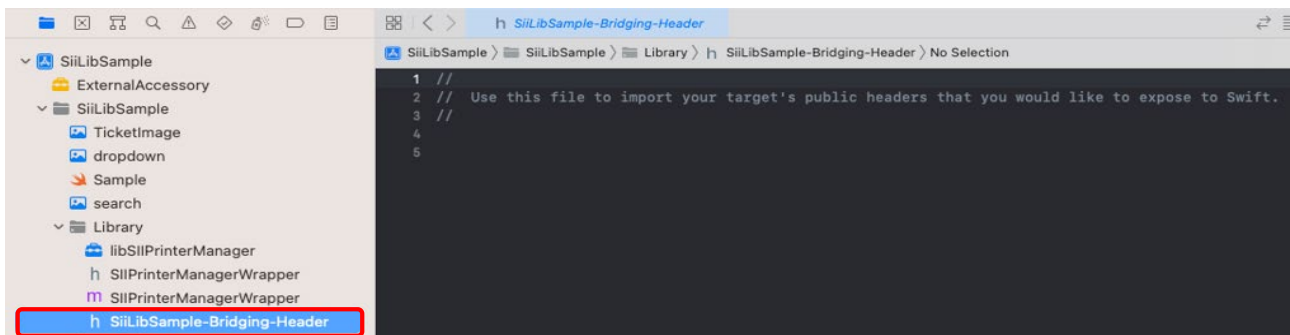 SiiLibSample
ExternalAccessory
SiiLibSample
TicketImage
dropdown
Sample
search
Library
libSIIPrinterManager
h SIIPrinterManagerWrapper
m SIIPrinterManagerWrapper
h SiiLibSample-Bridging-Header
h SiiLibSample-Bridging-Header
SiiLibSample 〉 SiiLibSample 〉 Library 〉 h SiiLibSample-Bridging-Header 〉 No Selection
1 //
2 // Use this file to import your target's public headers that you would like to expose to Swift.
3 //
4
5